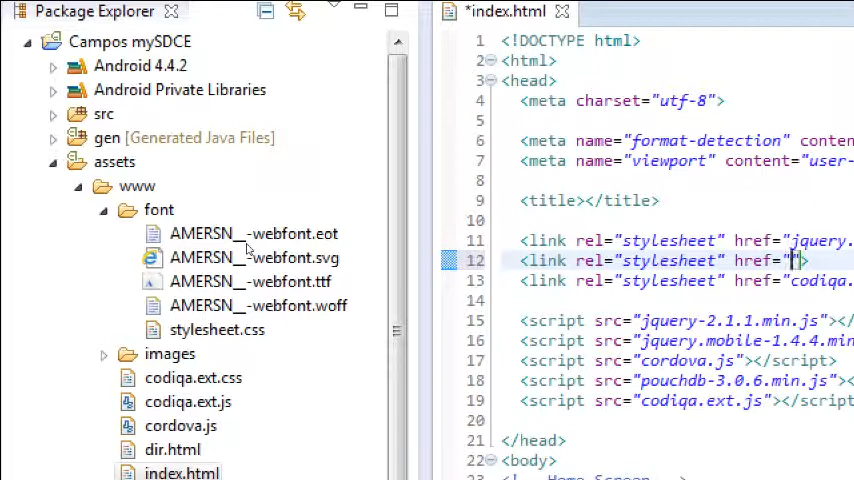 Package Explorer
Campos mySDCE
Android 4.4.2
Android Private Libraries
src
gen [Generated Java Files]
assets
www
font
AMERSN__-webfont.eot
AMERSN__-webfont.svg
AMERSN__-webfont.ttf
AMERSN__-webfont.woff
stylesheet.css
images
codiqa.ext.css
codiqa.ext.js
cordova.js
dir.html
index.html
*index.html
1 <!DOCTYPE html>
2 <html>
3 <head>
4 <meta charset="utf-8">
5
6 <meta name="format-detection" conten
7 <meta name="viewport" content="user-
8
9 <title></title>
10
11 <link rel="stylesheet" href="jquery.
12 <link rel="stylesheet" href="">
13 <link rel="stylesheet" href="codiqa.
14
15 <script src="jquery-2.1.1.min.js"></
16 <script src="jquery.mobile-1.4.4.min
17 <script src="cordova.js"></script>
18 <script src="pouchdb-3.0.6.min.js"></
19 <script src="codiqa.ext.js"></script>
20
21 </head>
22 <body>
23 <!-- Home Screen -->